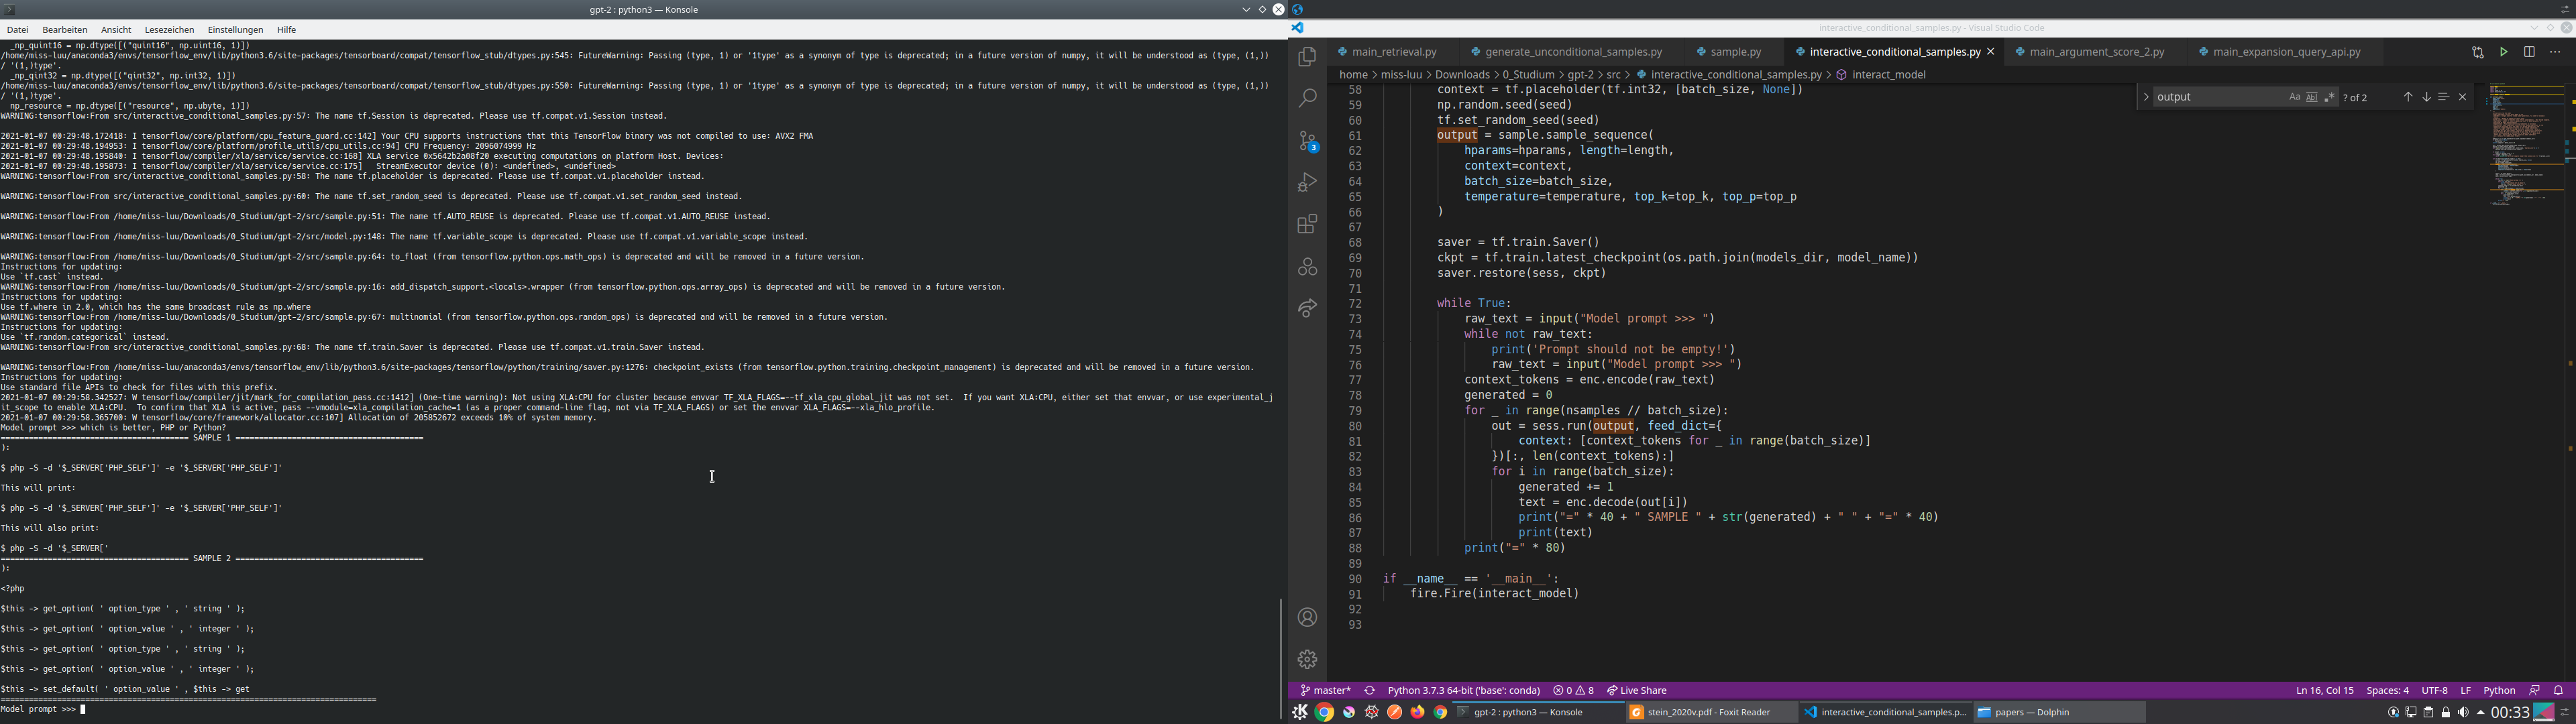 gpt-2 : python3 — Konsole
Datei Bearbeiten Ansicht Lesezeichen Einstellungen Hilfe
_np_quint16 = np.dtype([("quint16", np.uint16, 1)])
/home/miss-luu/anaconda3/envs/tensorflow_env/lib/python3.6/site-packages/tensorboard/compat/tensorflow_stub/dtypes.py:545: FutureWarning: Passing (type, 1) or '1type' as a synonym of type is deprecated; in a future version of numpy, it will be understood as (type, (1,))
/ '(1,)type'.
_np_qint32 = np.dtype([("qint32", np.int32, 1)])
/home/miss-luu/anaconda3/envs/tensorflow_env/lib/python3.6/site-packages/tensorboard/compat/tensorflow_stub/dtypes.py:550: FutureWarning: Passing (type, 1) or '1type' as a synonym of type is deprecated; in a future version of numpy, it will be understood as (type, (1,))
/ '(1,)type'.
np_resource = np.dtype([("resource", np.ubyte, 1)])
WARNING:tensorflow:From src/interactive_conditional_samples.py:57: The name tf.Session is deprecated. Please use tf.compat.v1.Session instead.
2021-01-07 00:29:48.172418: I tensorflow/core/platform/cpu_feature_guard.cc:142] Your CPU supports instructions that this TensorFlow binary was not compiled to use: AVX2 FMA
2021-01-07 00:29:48.194953: I tensorflow/core/platform/profile_utils/cpu_utils.cc:94] CPU Frequency: 2096074999 Hz
2021-01-07 00:29:48.195840: I tensorflow/compiler/xla/service/service.cc:168] XLA service 0x5642b2a08f20 executing computations on platform Host. Devices:
2021-01-07 00:29:48.195873: I tensorflow/compiler/xla/service/service.cc:175] StreamExecutor device (0): <undefined>, <undefined>
WARNING:tensorflow:From src/interactive_conditional_samples.py:58: The name tf.placeholder is deprecated. Please use tf.compat.v1.placeholder instead.
WARNING:tensorflow:From src/interactive_conditional_samples.py:60: The name tf.set_random_seed is deprecated. Please use tf.compat.v1.set_random_seed instead.
WARNING:tensorflow:From /home/miss-luu/Downloads/0_Studium/gpt-2/src/sample.py:51: The name tf.AUTO_REUSE is deprecated. Please use tf.compat.v1.AUTO_REUSE instead.
WARNING:tensorflow:From /home/miss-luu/Downloads/0_Studium/gpt-2/src/model.py:148: The name tf.variable_scope is deprecated. Please use tf.compat.v1.variable_scope instead.
WARNING:tensorflow:From /home/miss-luu/Downloads/0_Studium/gpt-2/src/sample.py:64: to_float (from tensorflow.python.ops.math_ops) is deprecated and will be removed in a future version.
Instructions for updating:
Use `tf.cast` instead.
WARNING:tensorflow:From /home/miss-luu/Downloads/0_Studium/gpt-2/src/sample.py:16: add_dispatch_support.<locals>.wrapper (from tensorflow.python.ops.array_ops) is deprecated and will be removed in a future version.
Instructions for updating:
Use tf.where in 2.0, which has the same broadcast rule as np.where
WARNING:tensorflow:From /home/miss-luu/Downloads/0_Studium/gpt-2/src/sample.py:67: multinomial (from tensorflow.python.ops.random_ops) is deprecated and will be removed in a future version.
Instructions for updating:
Use `tf.random.categorical` instead.
WARNING:tensorflow:From src/interactive_conditional_samples.py:68: The name tf.train.Saver is deprecated. Please use tf.compat.v1.train.Saver instead.
WARNING:tensorflow:From /home/miss-luu/anaconda3/envs/tensorflow_env/lib/python3.6/site-packages/tensorflow/python/training/saver.py:1276: checkpoint_exists (from tensorflow.python.training.checkpoint_management) is deprecated and will be removed in a future version.
Instructions for updating:
Use standard file APIs to check for files with this prefix.
2021-01-07 00:29:58.342527: W tensorflow/compiler/jit/mark_for_compilation_pass.cc:1412] (One-time warning): Not using XLA:CPU for cluster because envvar TF_XLA_FLAGS=--tf_xla_cpu_global_jit was not set. If you want XLA:CPU, either set that envvar, or use experimental_j
it_scope to enable XLA:CPU. To confirm that XLA is active, pass --vmodule=xla_compilation_cache=1 (as a proper command-line flag, not via TF_XLA_FLAGS) or set the envvar XLA_FLAGS=--xla_hlo_profile.
2021-01-07 00:29:58.365700: W tensorflow/core/framework/allocator.cc:107] Allocation of 205852672 exceeds 10% of system memory.
Model prompt >>> which is better, PHP or Python?
======================================== SAMPLE 1 ========================================
):
$ php -S -d '$_SERVER['PHP_SELF']' -e '$_SERVER['PHP_SELF']'
This will print:
$ php -S -d '$_SERVER['PHP_SELF']' -e '$_SERVER['PHP_SELF']'
This will also print:
$ php -S -d '$_SERVER['
======================================== SAMPLE 2 ========================================
):
<?php
$this -> get_option( ' option_type ' , ' string ' );
$this -> get_option( ' option_value ' , ' integer ' );
$this -> get_option( ' option_type ' , ' string ' );
$this -> get_option( ' option_value ' , ' integer ' );
$this -> set_default( ' option_value ' , $this -> get
================================================================================
Model prompt >>>
interactive_conditional_samples.py - Visual Studio Code
main_retrieval.py generate_unconditional_samples.py sample.py interactive_conditional_samples.py main_argument_score_2.py main_expansion_query_api.py
home > miss-luu > Downloads > 0_Studium > gpt-2 > src > interactive_conditional_samples.py > interact_model
output Aa Abl .* ? of 2
58 context = tf.placeholder(tf.int32, [batch_size, None])
59 np.random.seed(seed)
60 tf.set_random_seed(seed)
61 output = sample.sample_sequence(
62 hparams=hparams, length=length,
63 context=context,
64 batch_size=batch_size,
65 temperature=temperature, top_k=top_k, top_p=top_p
66 )
67
68 saver = tf.train.Saver()
69 ckpt = tf.train.latest_checkpoint(os.path.join(models_dir, model_name))
70 saver.restore(sess, ckpt)
71
72 while True:
73 raw_text = input("Model prompt >>> ")
74 while not raw_text:
75 print('Prompt should not be empty!')
76 raw_text = input("Model prompt >>> ")
77 context_tokens = enc.encode(raw_text)
78 generated = 0
79 for _ in range(nsamples // batch_size):
80 out = sess.run(output, feed_dict={
81 context: [context_tokens for _ in range(batch_size)]
82 })[:, len(context_tokens):]
83 for i in range(batch_size):
84 generated += 1
85 text = enc.decode(out[i])
86 print("=" * 40 + " SAMPLE " + str(generated) + " " + "=" * 40)
87 print(text)
88 print("=" * 80)
89
90 if __name__ == '__main__':
91 fire.Fire(interact_model)
92
93
3
master* Python 3.7.3 64-bit ('base': conda) 0 8 Live Share Ln 16, Col 15 Spaces: 4 UTF-8 LF Python
gpt-2 : python3 — Konsole stein_2020v.pdf - Foxit Reader interactive_conditional_samples.p... papers — Dolphin 00:33